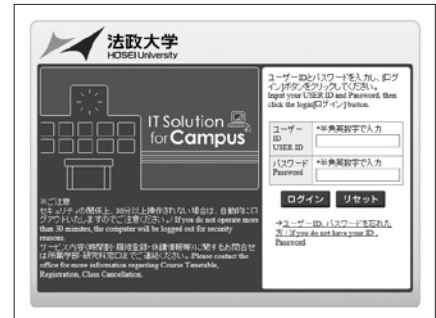 法政大学
HOSEI University
IT Solution
for Campus
※ご注意
セキュリティの関係上、30分以上操作されない場合は、自動的にロ
グアウトいたしますのでご注意ください。/If you do not operate more
than 30 minutes, the computer will be logged out for security
reason.
サービス内容(時間割・履修登録・休講情報等)に関するお問合せ
は所属学部・研究科窓口までご連絡ください。/Please contact the
office for more information regarding Course Timetable,
Registration, Class Cancellation.
ユーザーIDとパスワードを入力し、[ログ
イン]ボタンをクリックしてください。
Input your USER ID and Password, then
click the login[ログイン] button.
ユーザー
ID
USER ID
*半角英数字で入力
パスワード
Password
*半角英数字で入力
ログイン リセット
→ユーザーID、パスワードを忘れた
方 / If you do not have your ID,
Password